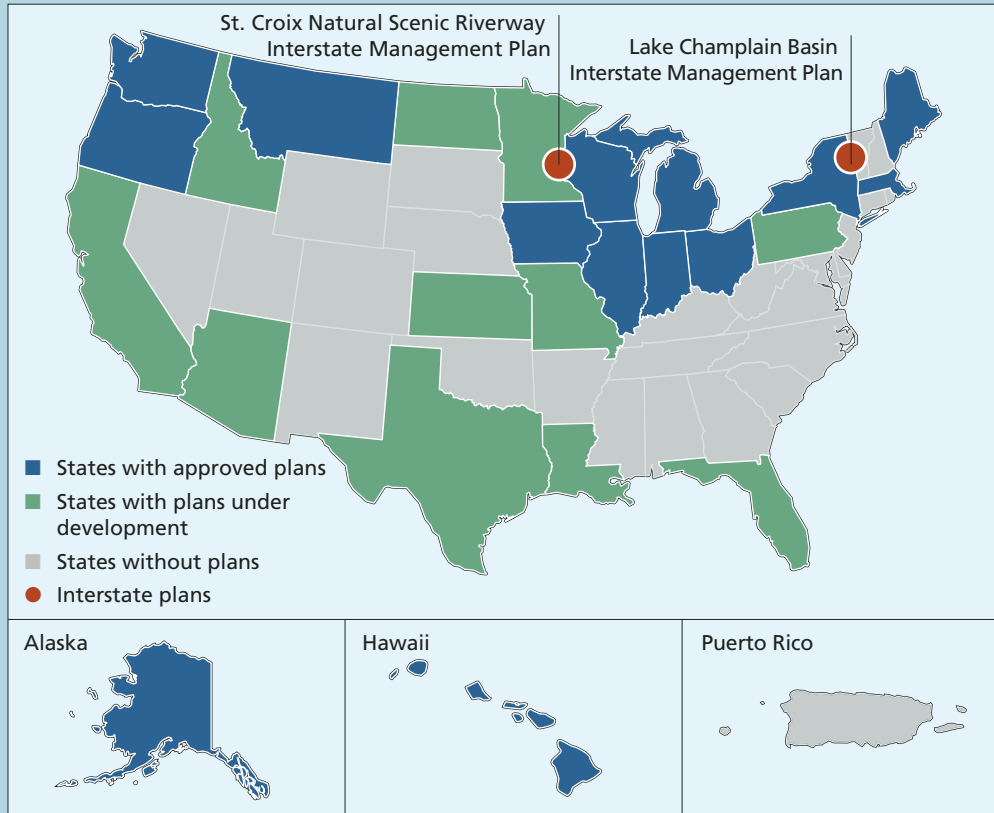 St. Croix Natural Scenic Riverway
Interstate Management Plan
Lake Champlain Basin
Interstate Management Plan
States with approved plans
States with plans under
development
States without plans
Interstate plans
Alaska
Hawaii
Puerto Rico